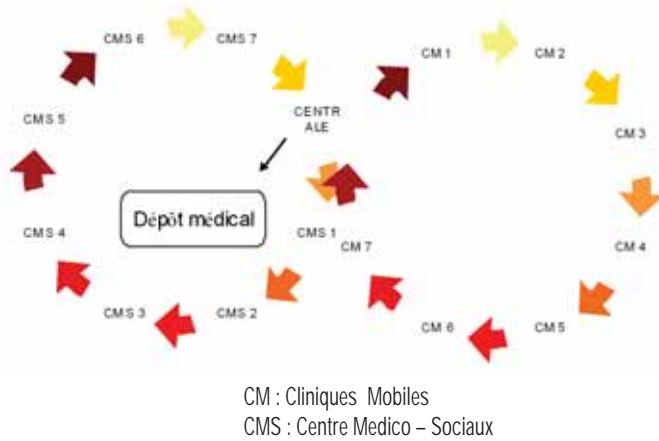 CMS 6
CMS 7
CM 1
CM 2
CMS 5
CENTR
ALE
CM 3
Dépôt médical
CMS 4
CMS 1
CM 7
CM 4
CMS 3
CMS 2
CM 6
CM 5
CM : Cliniques Mobiles
CMS : Centre Medico – Sociaux